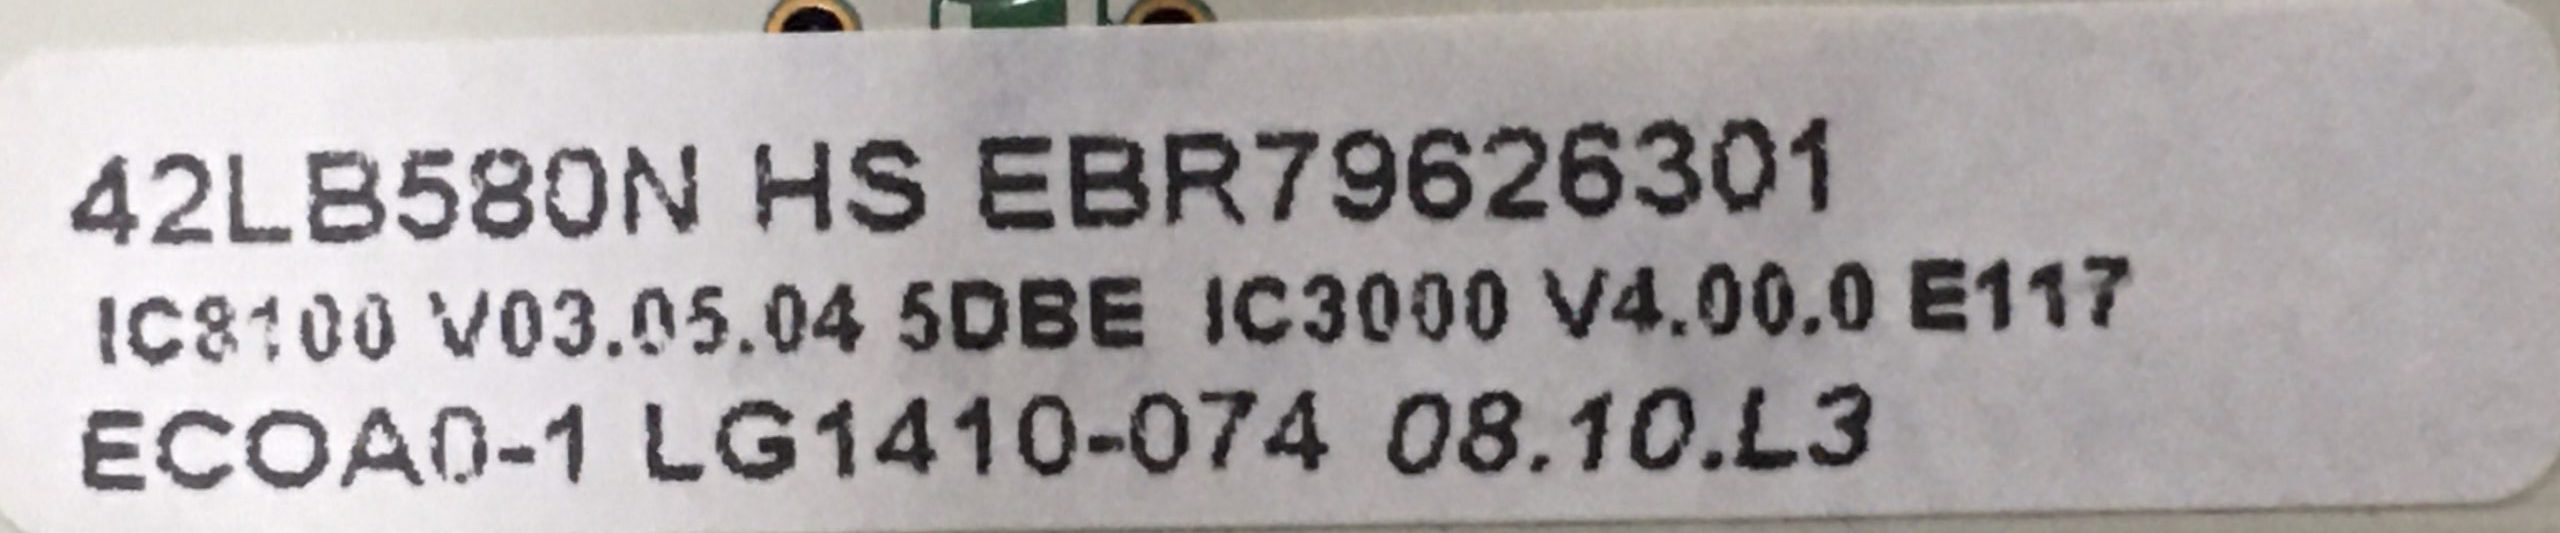 42LB580N HS EBR79626301
IC8100 V03.05.04 5DBE IC3000 V4.00.0 E117
ECOA0-1 LG1410-074 08.10.L3